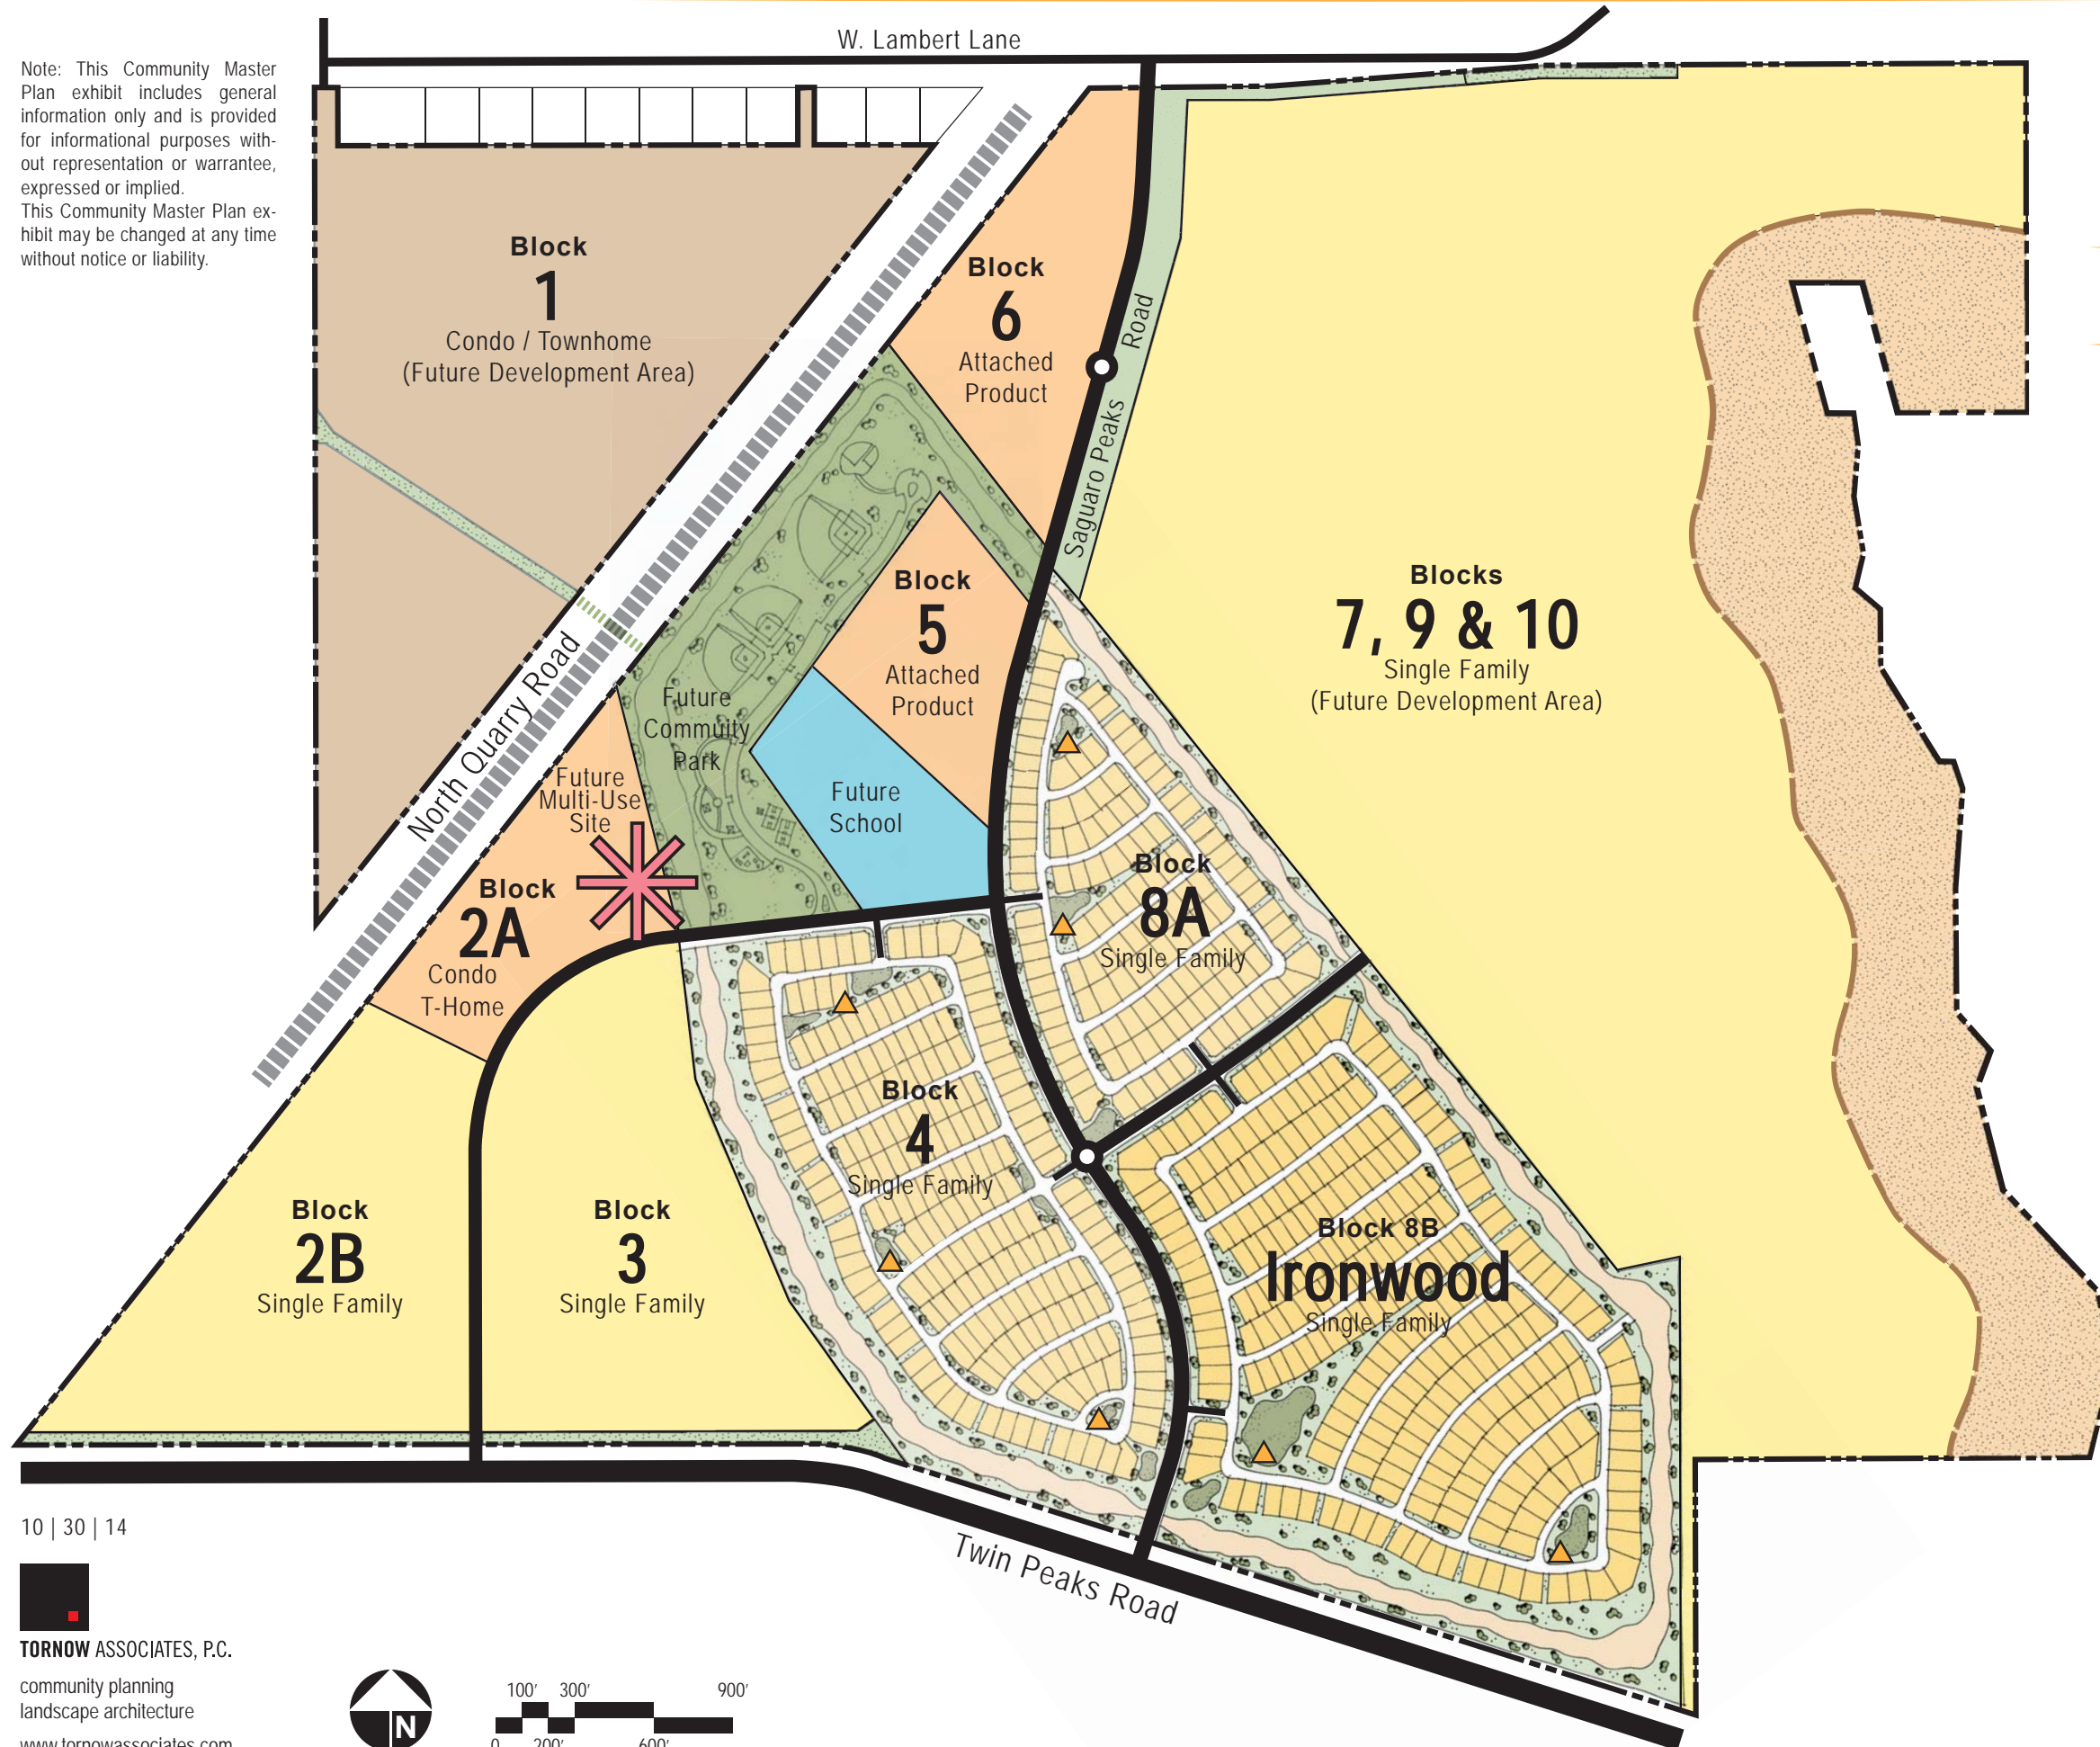 W. Lambert Lane
Note: This Community Master
Plan exhibit includes general
information only and is provided
for informational purposes with-
out representation or warrantee,
expressed or implied.
This Community Master Plan ex-
hibit may be changed at any time
without notice or liability.
Block
1
Condo / Townhome
(Future Development Area)
Block
6
Attached
Product
Saguaro Peaks Road
Block
5
Attached
Product
Blocks
7, 9 & 10
Single Family
(Future Development Area)
North Quarry Road
Future
Commuity
Park
Future
Multi-Use
Site
Future
School
Block
2A
Condo
T-Home
Block
8A
Single Family
Block
4
Single Family
Block
2B
Single Family
Block
3
Single Family
Block 8B
Ironwood
Single Family
Twin Peaks Road
10 | 30 | 14
TORNOW ASSOCIATES, P.C.
community planning
landscape architecture
www.tornowassociates.com
N
100' 300' 900'
0 200' 600'